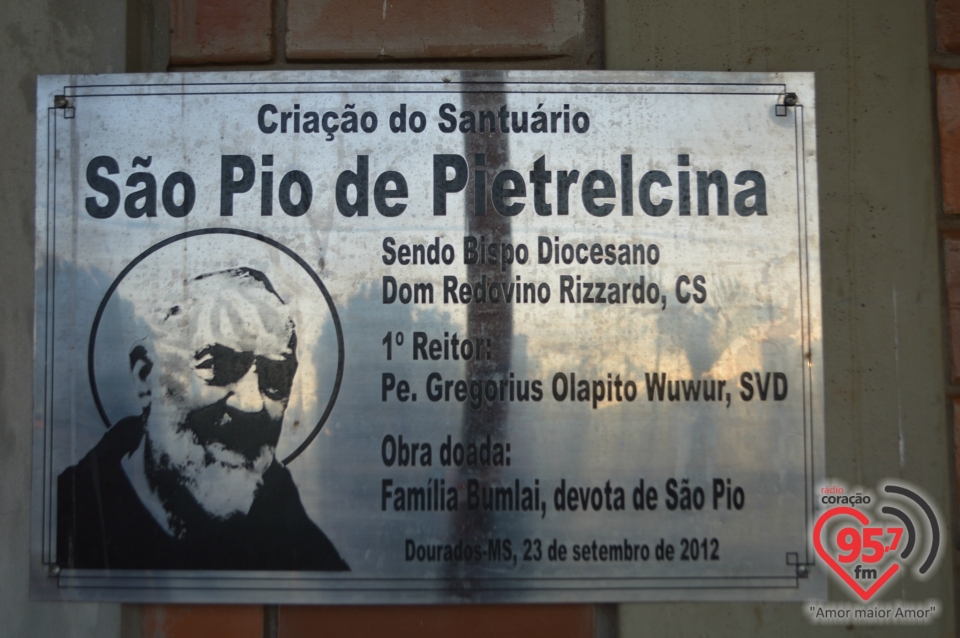 Criação do Santuário
São Pio de Pietrelcina
Sendo Bispo Diocesano
Dom Redovino Rizzardo, CS
1º Reitor:
Pe. Gregorius Olapito Wuwur, SVD
Obra doada:
Família Bumlai, devota de São Pio
Dourados-MS, 23 de setembro de 2012
rádio
coração
95.7
fm
"Amor maior Amor"